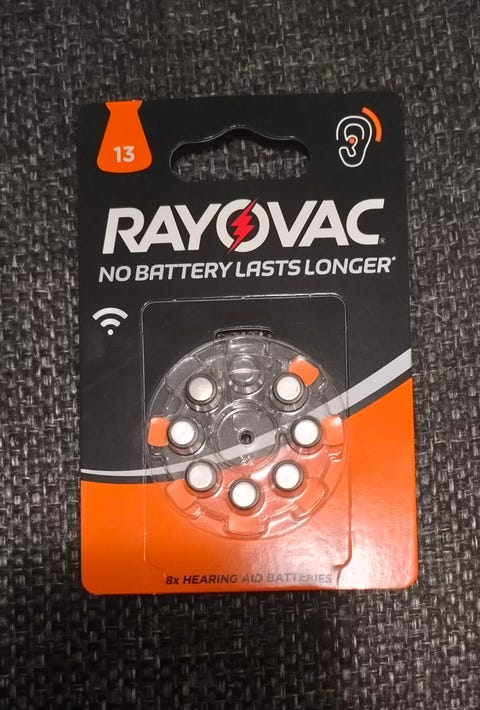 13
RAYOVAC®
NO BATTERY LASTS LONGER*
8x HEARING AID BATTERIES